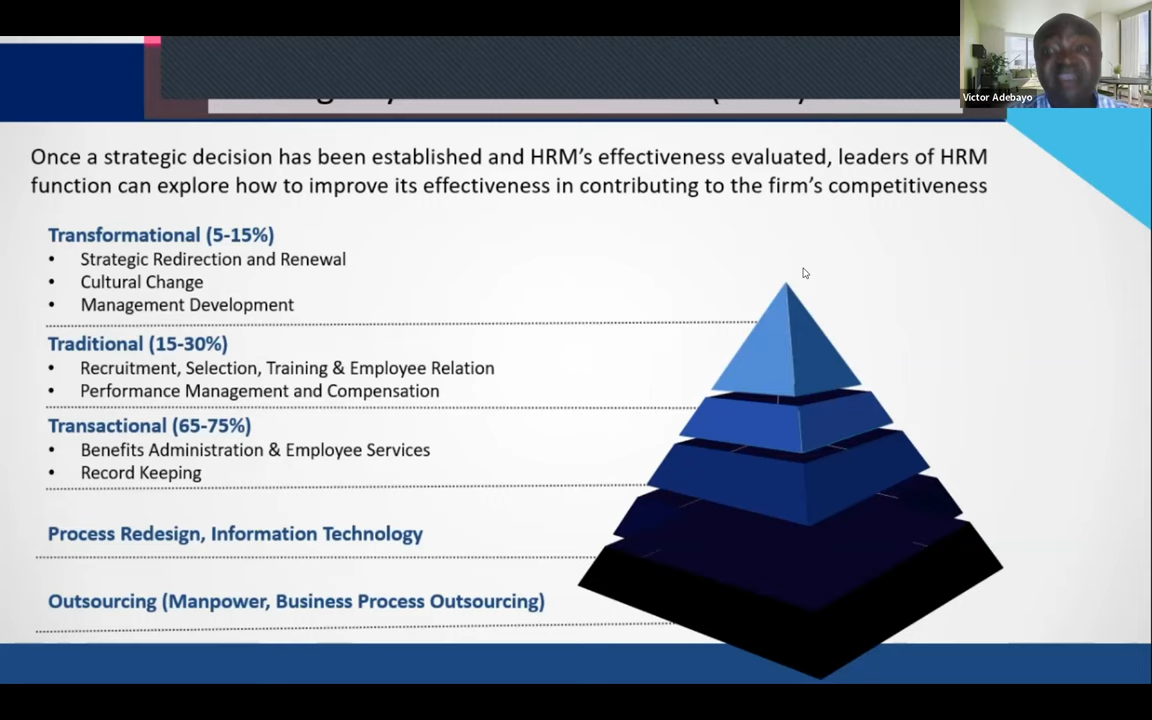 Victor Adebayo
Once a strategic decision has been established and HRM's effectiveness evaluated, leaders of HRM
function can explore how to improve its effectiveness in contributing to the firm's competitiveness
Transformational (5-15%)
• Strategic Redirection and Renewal
• Cultural Change
• Management Development
Traditional (15-30%)
• Recruitment, Selection, Training & Employee Relation
• Performance Management and Compensation
Transactional (65-75%)
• Benefits Administration & Employee Services
• Record Keeping
Process Redesign, Information Technology
Outsourcing (Manpower, Business Process Outsourcing)